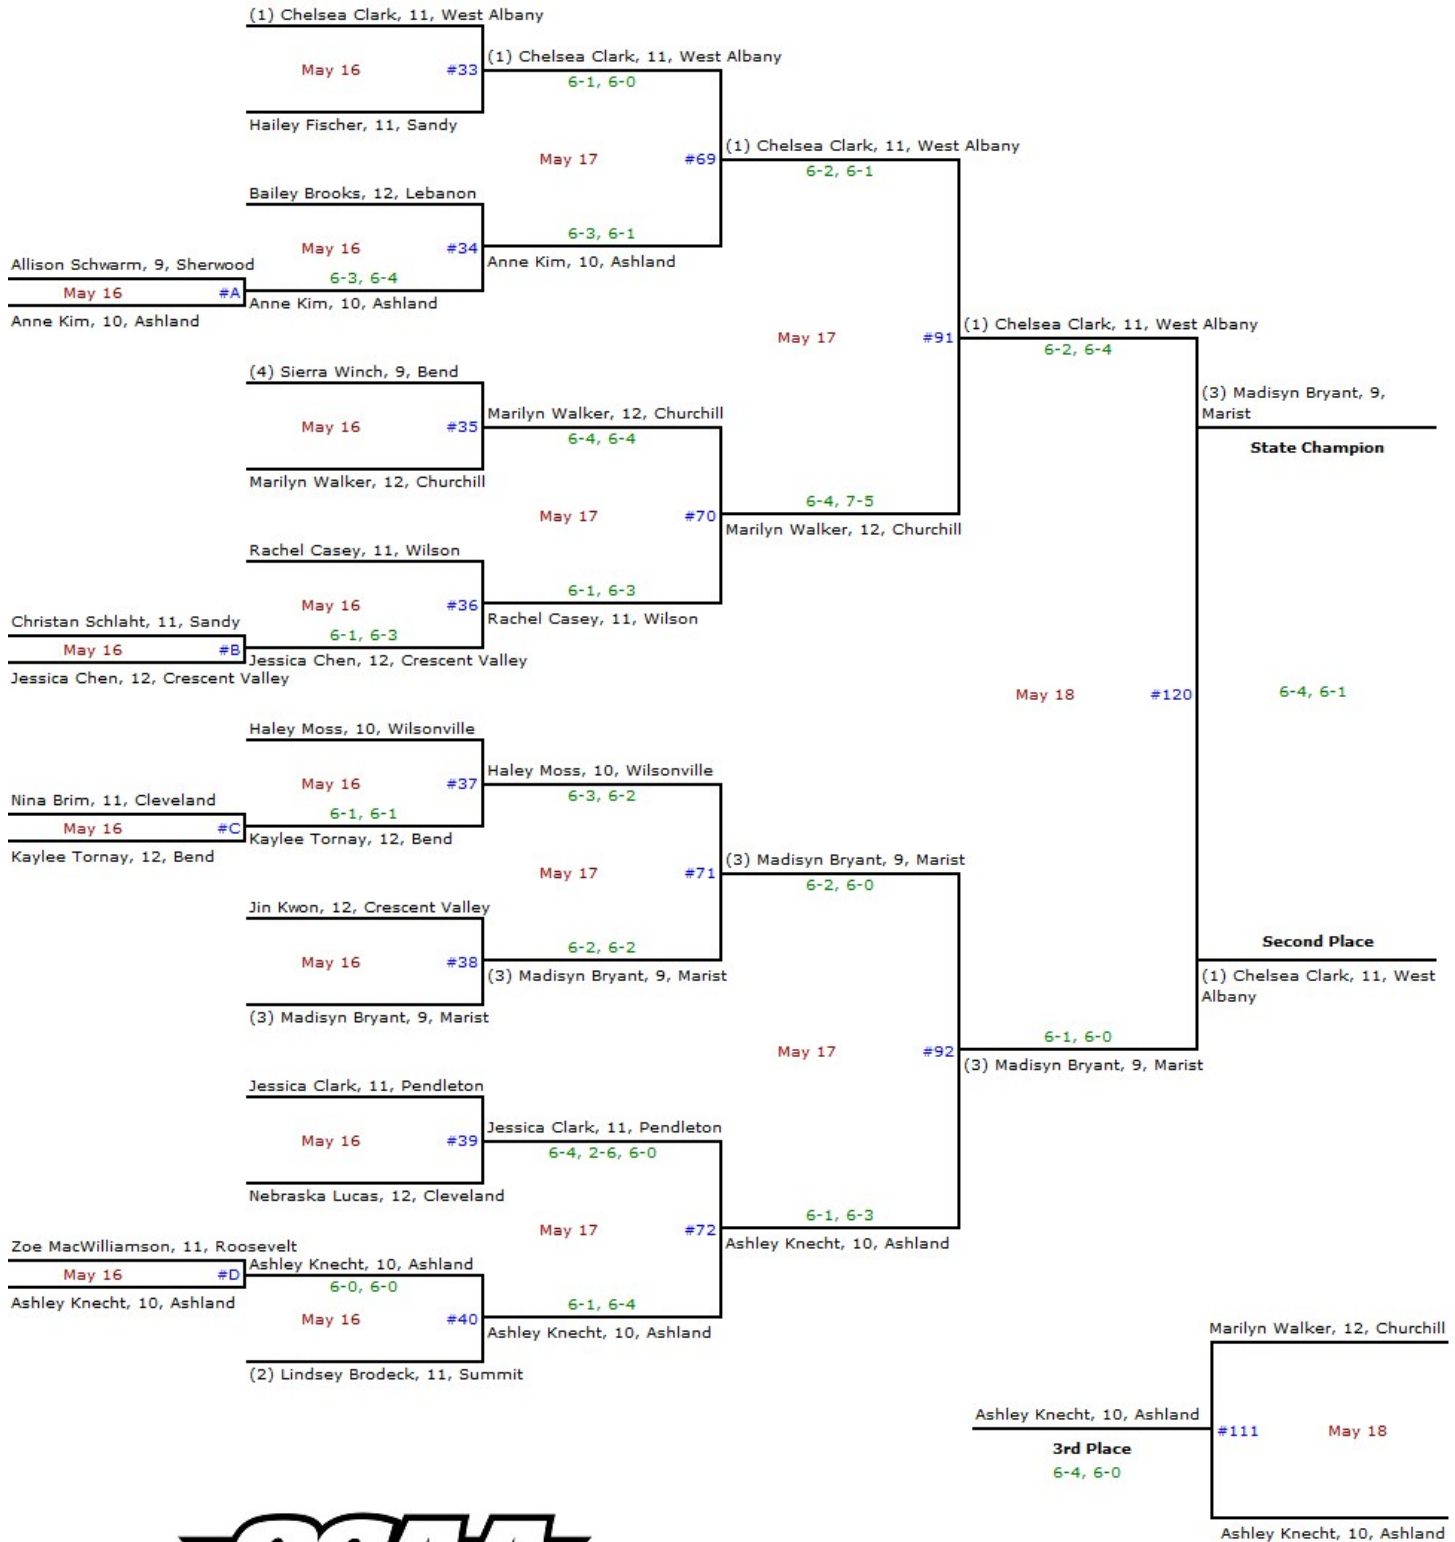 (1) Chelsea Clark, 11, West Albany
May 16 #33
Hailey Fischer, 11, Sandy
(1) Chelsea Clark, 11, West Albany
6-1, 6-0
May 17 #69
(1) Chelsea Clark, 11, West Albany
6-2, 6-1
Bailey Brooks, 12, Lebanon
May 16 #34
6-3, 6-1
Anne Kim, 10, Ashland
Allison Schwarm, 9, Sherwood
May 16 #A
Anne Kim, 10, Ashland
6-3, 6-4
Anne Kim, 10, Ashland
May 17 #91
(1) Chelsea Clark, 11, West Albany
6-2, 6-4
(4) Sierra Winch, 9, Bend
May 16 #35
Marilyn Walker, 12, Churchill
Marilyn Walker, 12, Churchill
6-4, 6-4
May 17 #70
6-4, 7-5
Marilyn Walker, 12, Churchill
(3) Madisyn Bryant, 9,
Marist
State Champion
Rachel Casey, 11, Wilson
May 16 #36
6-1, 6-3
Rachel Casey, 11, Wilson
Christan Schlaht, 11, Sandy
May 16 #B
Jessica Chen, 12, Crescent Valley
6-1, 6-3
Jessica Chen, 12, Crescent Valley
May 18 #120
6-4, 6-1
Haley Moss, 10, Wilsonville
May 16 #37
Haley Moss, 10, Wilsonville
6-3, 6-2
Nina Brim, 11, Cleveland
May 16 #C
Kaylee Tornay, 12, Bend
6-1, 6-1
Kaylee Tornay, 12, Bend
May 17 #71
(3) Madisyn Bryant, 9, Marist
6-2, 6-0
Jin Kwon, 12, Crescent Valley
May 16 #38
6-2, 6-2
(3) Madisyn Bryant, 9, Marist
(3) Madisyn Bryant, 9, Marist
Second Place
(1) Chelsea Clark, 11, West
Albany
May 17 #92
6-1, 6-0
(3) Madisyn Bryant, 9, Marist
Jessica Clark, 11, Pendleton
May 16 #39
Jessica Clark, 11, Pendleton
6-4, 2-6, 6-0
Nebraska Lucas, 12, Cleveland
May 17 #72
6-1, 6-3
Ashley Knecht, 10, Ashland
Zoe MacWilliamson, 11, Roosevelt
May 16 #D
Ashley Knecht, 10, Ashland
Ashley Knecht, 10, Ashland
6-0, 6-0
May 16 #40
6-1, 6-4
Ashley Knecht, 10, Ashland
(2) Lindsey Brodeck, 11, Summit
Marilyn Walker, 12, Churchill
Ashley Knecht, 10, Ashland
#111 May 18
3rd Place
6-4, 6-0
Ashley Knecht, 10, Ashland